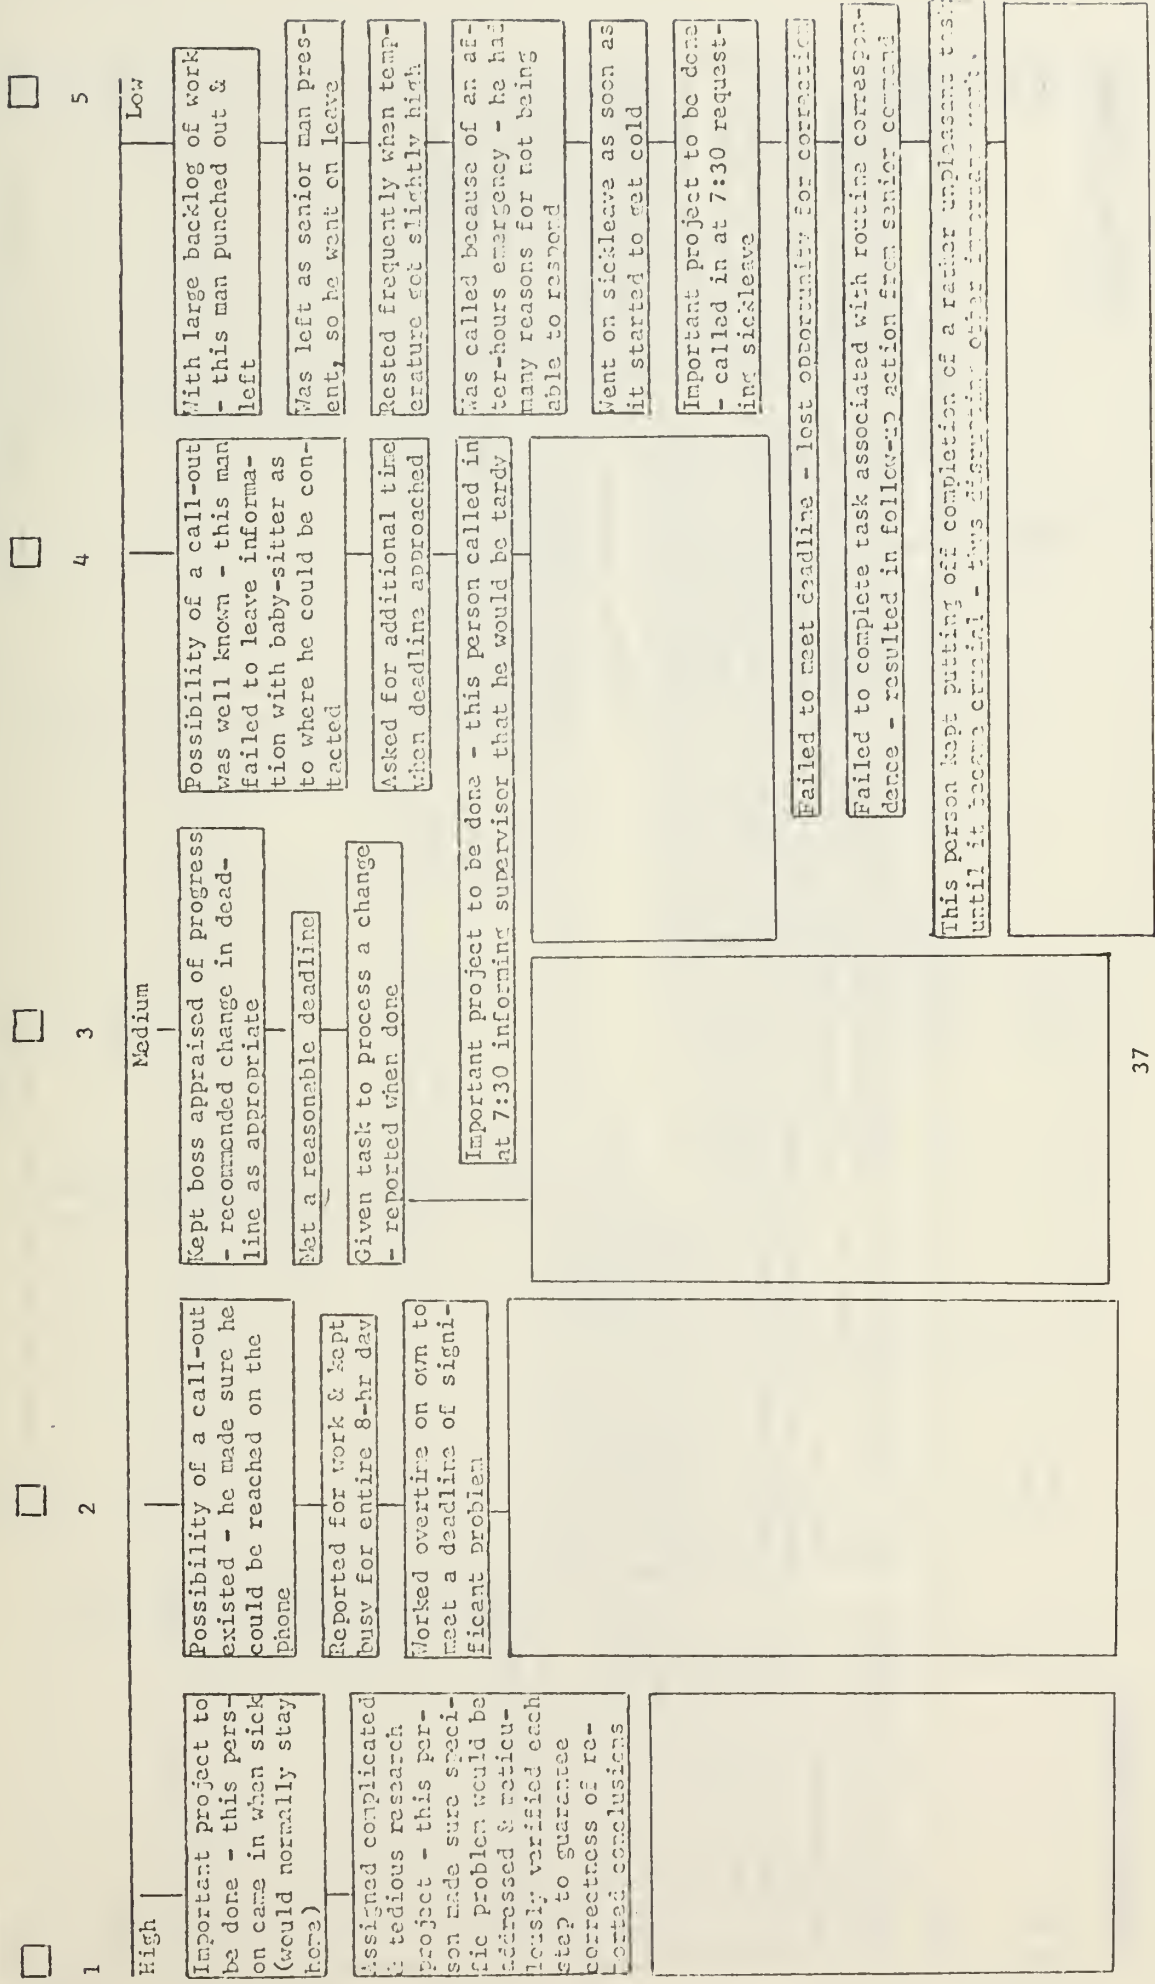 1
2
3
4
5
High
Medium
Low
Important project to
be done - this pers-
on came in when sick
(would normally stay
home)
Assigned complicated
& tedious research
project - this per-
son made sure speci-
fic problem would be
addressed & meticu-
lously verified each
step to guarantee
correctness of re-
ported conclusions
Possibility of a call-out
existed - he made sure he
could be reached on the
phone
Reported for work & kept
busy for entire 8-hr day
Worked overtime on own to
meet a deadline of signi-
ficant problem
Kept boss appraised of progress
- recommended change in dead-
line as appropriate
Met a reasonable deadline
Given task to process a change
- reported when done
Possibility of a call-out
was well known - this man
failed to leave informa-
tion with baby-sitter as
to where he could be con-
tacted
Asked for additional time
when deadline approached
Important project to be done - this person called in
at 7:30 informing supervisor that he would be tardy
With large backlog of work
- this man punched out &
left
Was left as senior man pres-
ent, so he went on leave
Rested frequently when temp-
erature got slightly high
Was called because of an af-
ter-hours emergency - he had
many reasons for not being
able to respond
Went on sickleave as soon as
it started to get cold
Important project to be done
- called in at 7:30 request-
ing sickleave
Failed to meet deadline - lost opportunity for correction
Failed to complete task associated with routine correspon-
dence - resulted in follow-up action from senior command
This person kept putting off completion of a rather unpleasant task
until it became crucial - thus disrupting other important work.
37